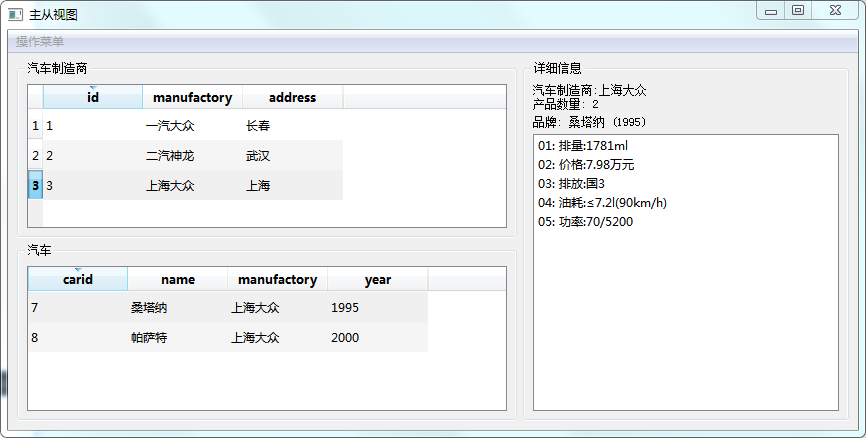 主从视图
操作菜单
汽车制造商
id manufactory address
1 1 一汽大众 长春
2 2 二汽神龙 武汉
3 3 上海大众 上海
汽车
carid name manufactory year
7 桑塔纳 上海大众 1995
8 帕萨特 上海大众 2000
详细信息
汽车制造商:上海大众
产品数量: 2
品牌: 桑塔纳 (1995)
01: 排量:1781ml
02: 价格:7.98万元
03: 排放:国3
04: 油耗:≤7.2l(90km/h)
05: 功率:70/5200